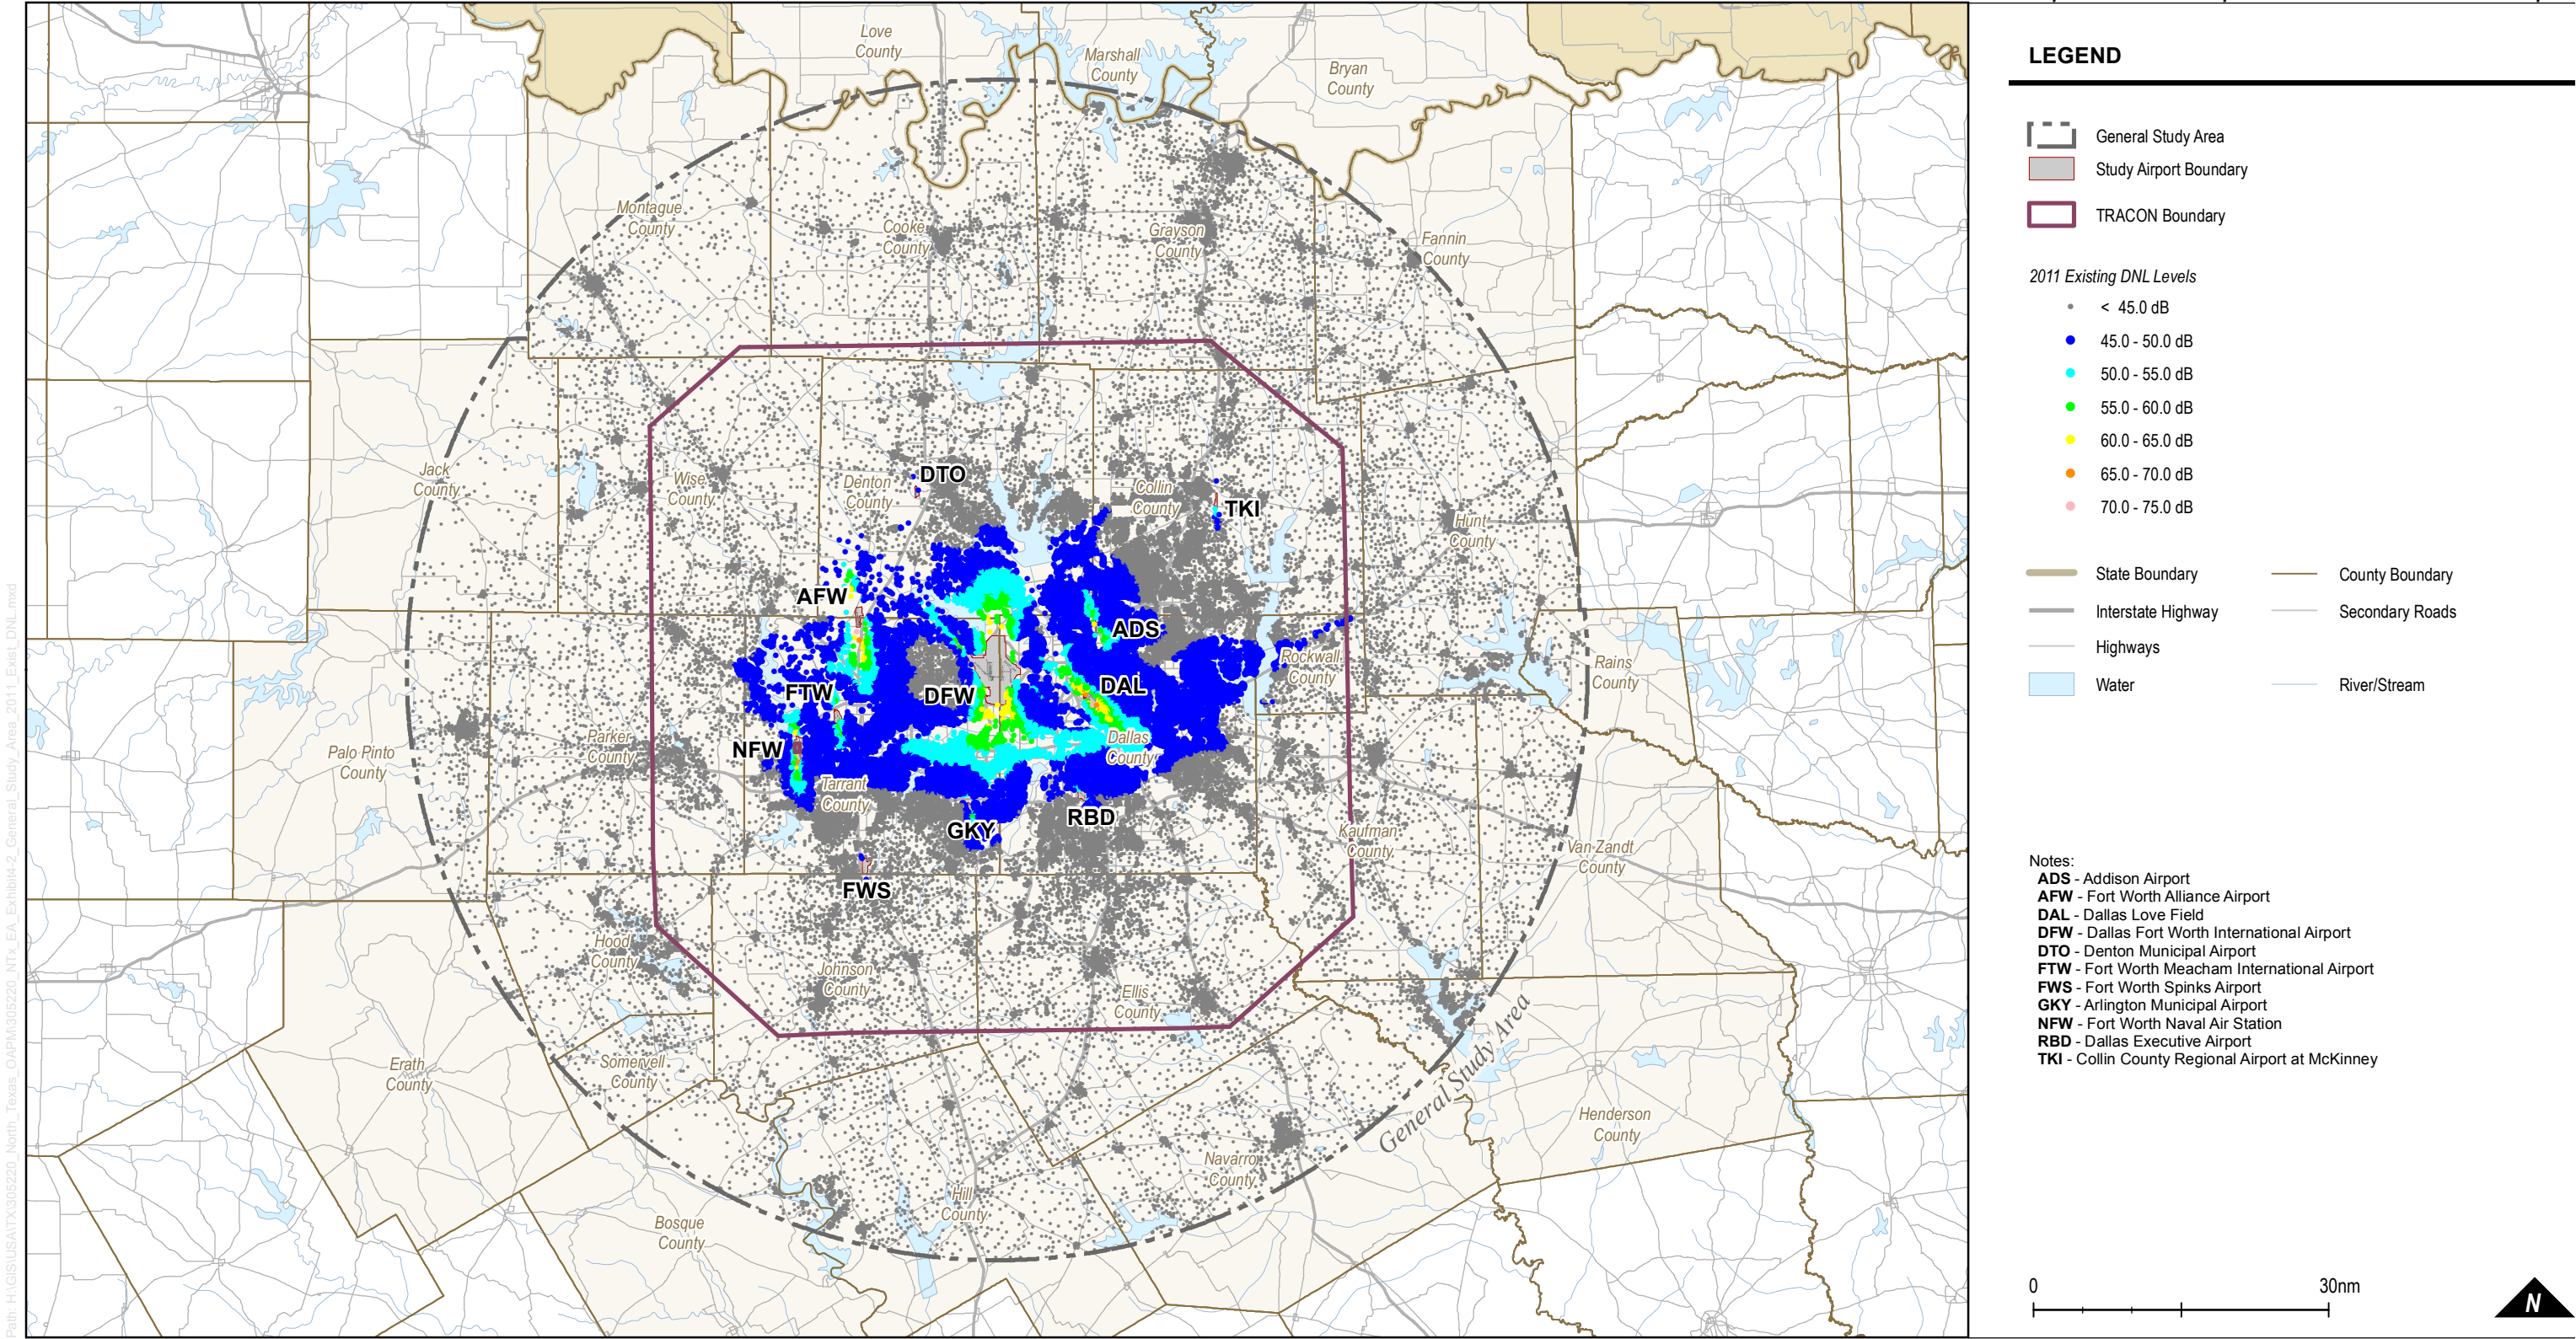 Love
County
Marshall
County
Bryan
County
Montague
County
Cooke
County
Grayson
County
Fannin
County
Jack
County
Wise
County
Denton
County
DTO
Collin
County
TKI
Hunt
County
AFW
ADS
Rockwall
County
Rains
County
FTW
DFW
DAL
Palo Pinto
County
Parker
County
NFW
Dallas
County
Tarrant
County
GKY
RBD
Kaufman
County
Van Zandt
County
FWS
Hood
County
Johnson
County
Ellis
County
General Study Area
Erath
County
Somervell
County
Henderson
County
Navarro
County
Hill
County
Bosque
County
Path: H:\GIS\USA\TX\305220_North_Texas_OAPM\305220_NTx_EA_Exhibit4-2_General_Study_Area_2011_Exist_DNL.mxd
LEGEND
General Study Area
Study Airport Boundary
TRACON Boundary
2011 Existing DNL Levels
< 45.0 dB
45.0 - 50.0 dB
50.0 - 55.0 dB
55.0 - 60.0 dB
60.0 - 65.0 dB
65.0 - 70.0 dB
70.0 - 75.0 dB
State Boundary County Boundary
Interstate Highway Secondary Roads
Highways
Water River/Stream
Notes:
ADS - Addison Airport
AFW - Fort Worth Alliance Airport
DAL - Dallas Love Field
DFW - Dallas Fort Worth International Airport
DTO - Denton Municipal Airport
FTW - Fort Worth Meacham International Airport
FWS - Fort Worth Spinks Airport
GKY - Arlington Municipal Airport
NFW - Fort Worth Naval Air Station
RBD - Dallas Executive Airport
TKI - Collin County Regional Airport at McKinney
0 30nm
N